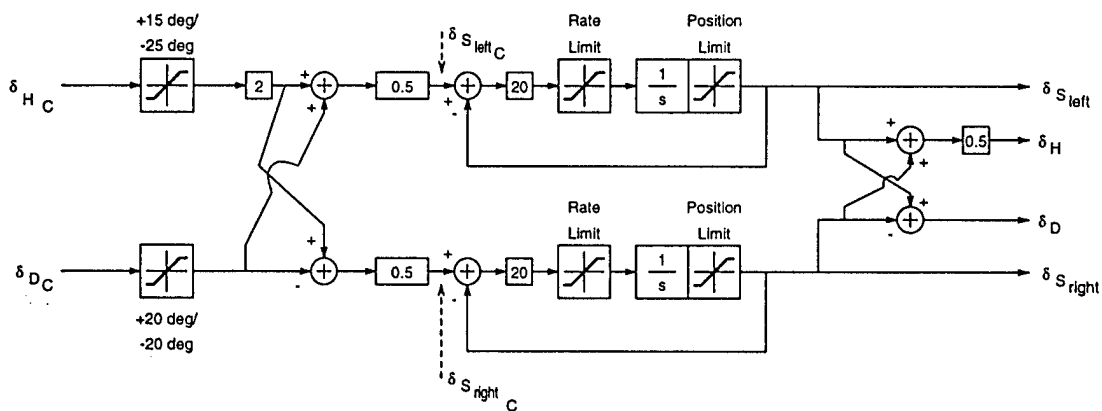 +15 deg/
-25 deg
δ H C
2
+
+
0.5
δ S left C
+
-
20
Rate
Limit
1
s
Position
Limit
δ S left
+
+
0.5
δ H
+
-
δ D
δ D C
+20 deg/
-20 deg
+
-
0.5
+
-
20
Rate
Limit
1
s
Position
Limit
δ S right
δ S right C